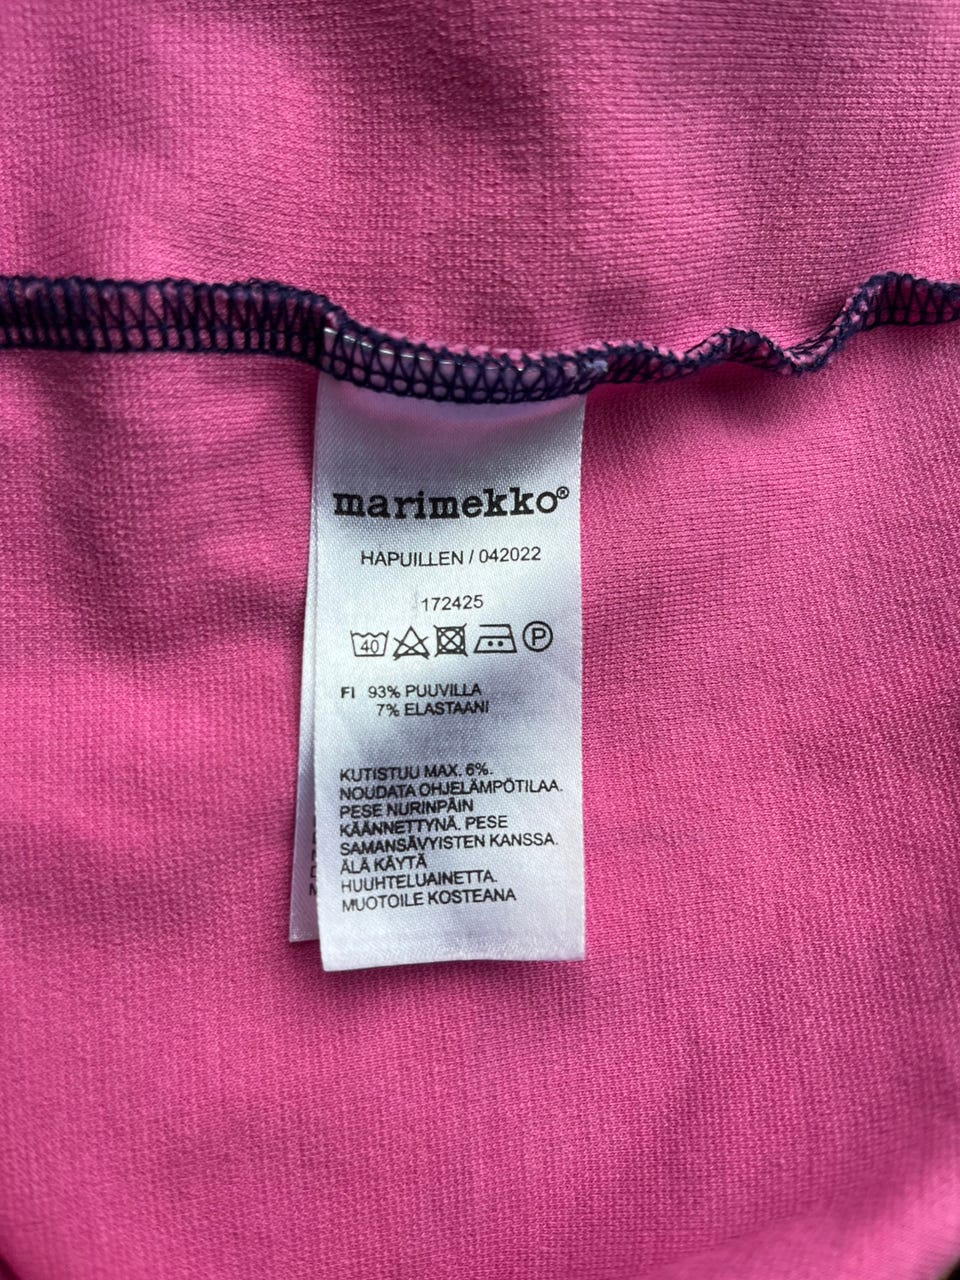 marimekko®
HAPUILLEN / 042022
172425
40 P
FI 93% PUUVILLA
7% ELASTAANI
KUTISTUU MAX. 6%.
NOUDATA OHJELÄMPÖTILAA.
PESE NURINPÄIN
KÄÄNNETTYNÄ. PESE
SAMANSÄVYISTEN KANSSA.
ÄLÄ KÄYTÄ
HUUHTELUAINETTA.
MUOTOILE KOSTEANA